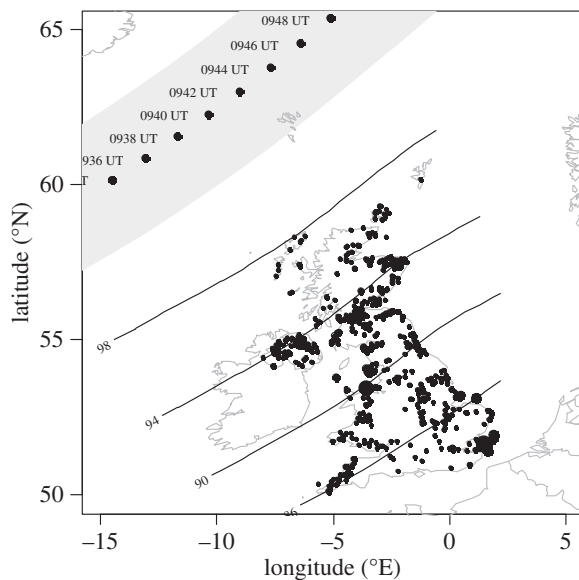 65
0948 UT
0946 UT
0944 UT
0942 UT
0940 UT
0938 UT
936 UT
T
60
latitude (°N)
98
55
94
90
50
86
–15 –10 –5 0 5
longitude (°E)